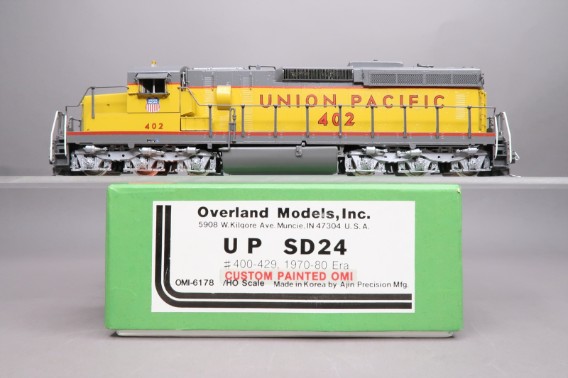 UNION PACIFIC
402
402
Overland Models, Inc.
5908 W. Kilgore Ave. Muncie, IN 47304 U.S.A.
UP SD24
#400-429, 1970-80 Era
CUSTOM PAINTED OMI
OMI-6178 /HO Scale Made in Korea by Ajin Precision Mfg.